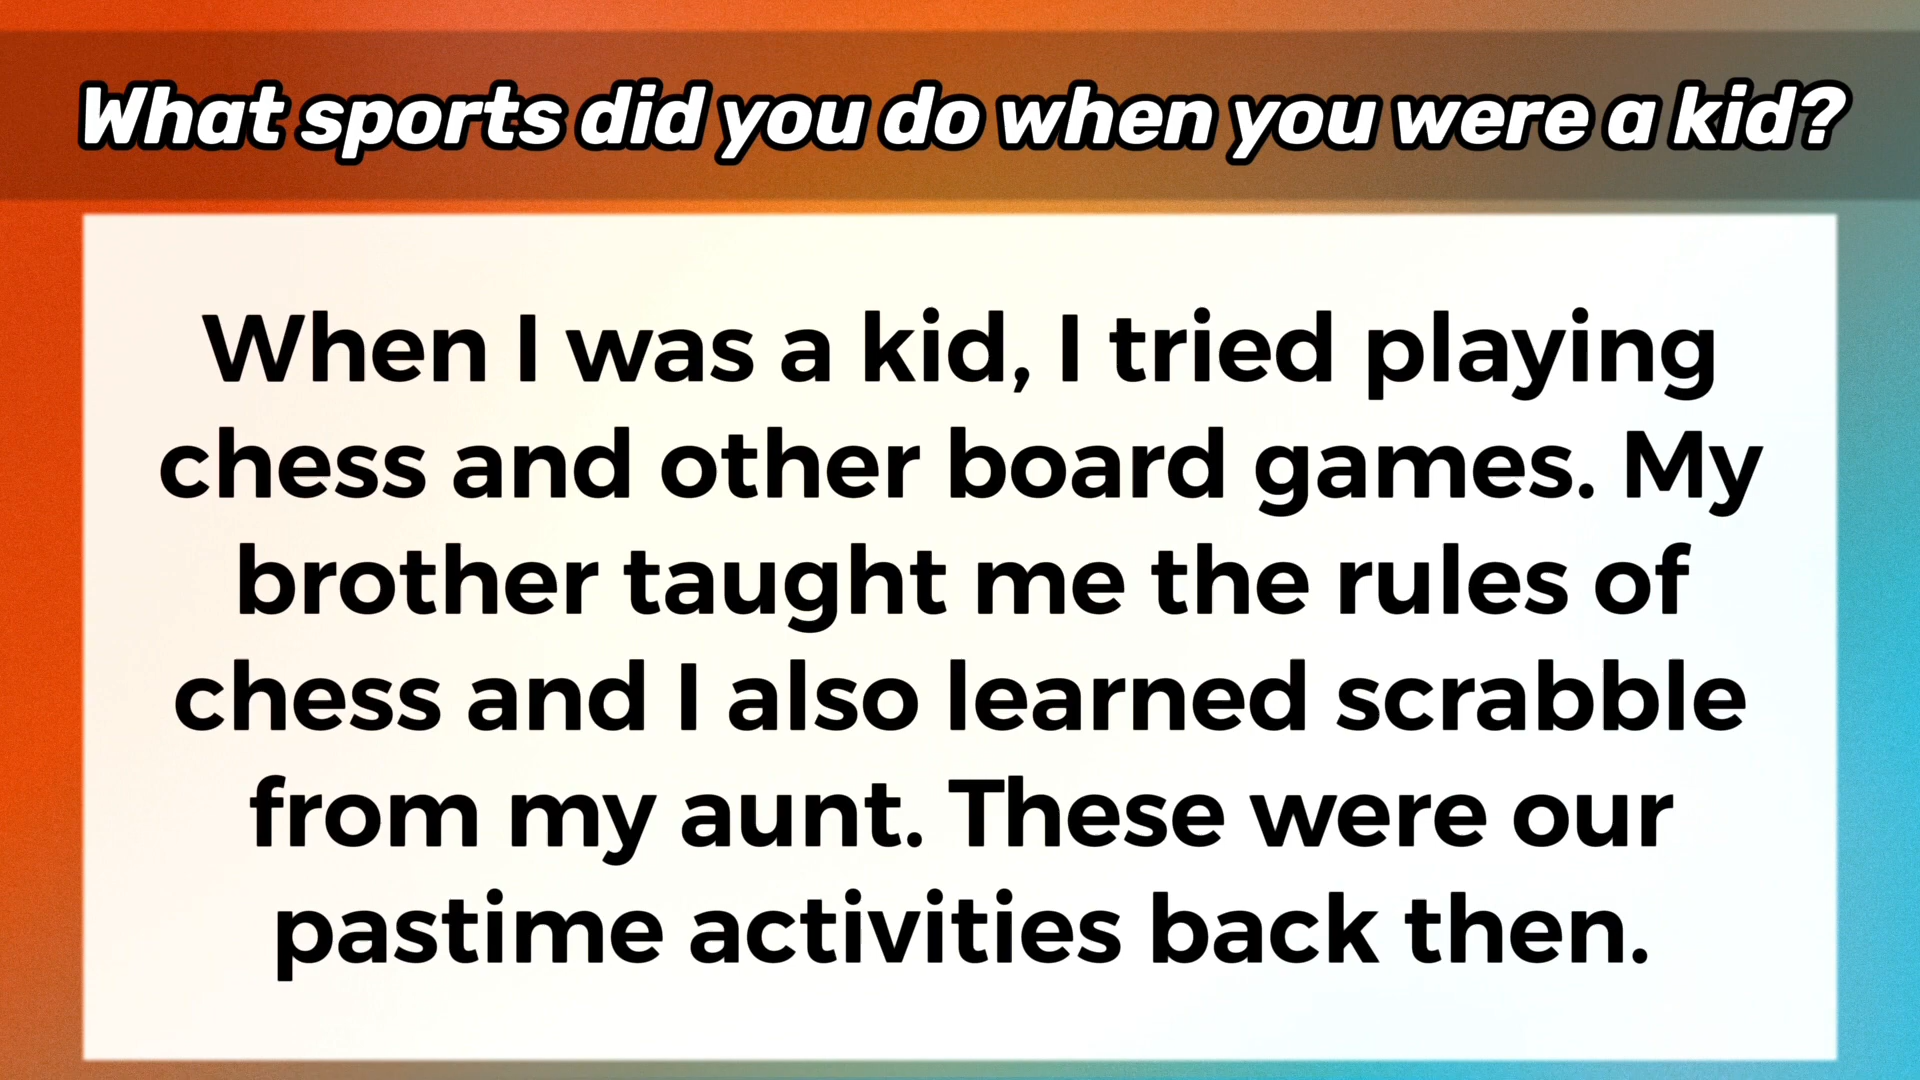 What sports did you do when you were a kid?
When I was a kid, I tried playing
chess and other board games. My
brother taught me the rules of
chess and I also learned scrabble
from my aunt. These were our
pastime activities back then.